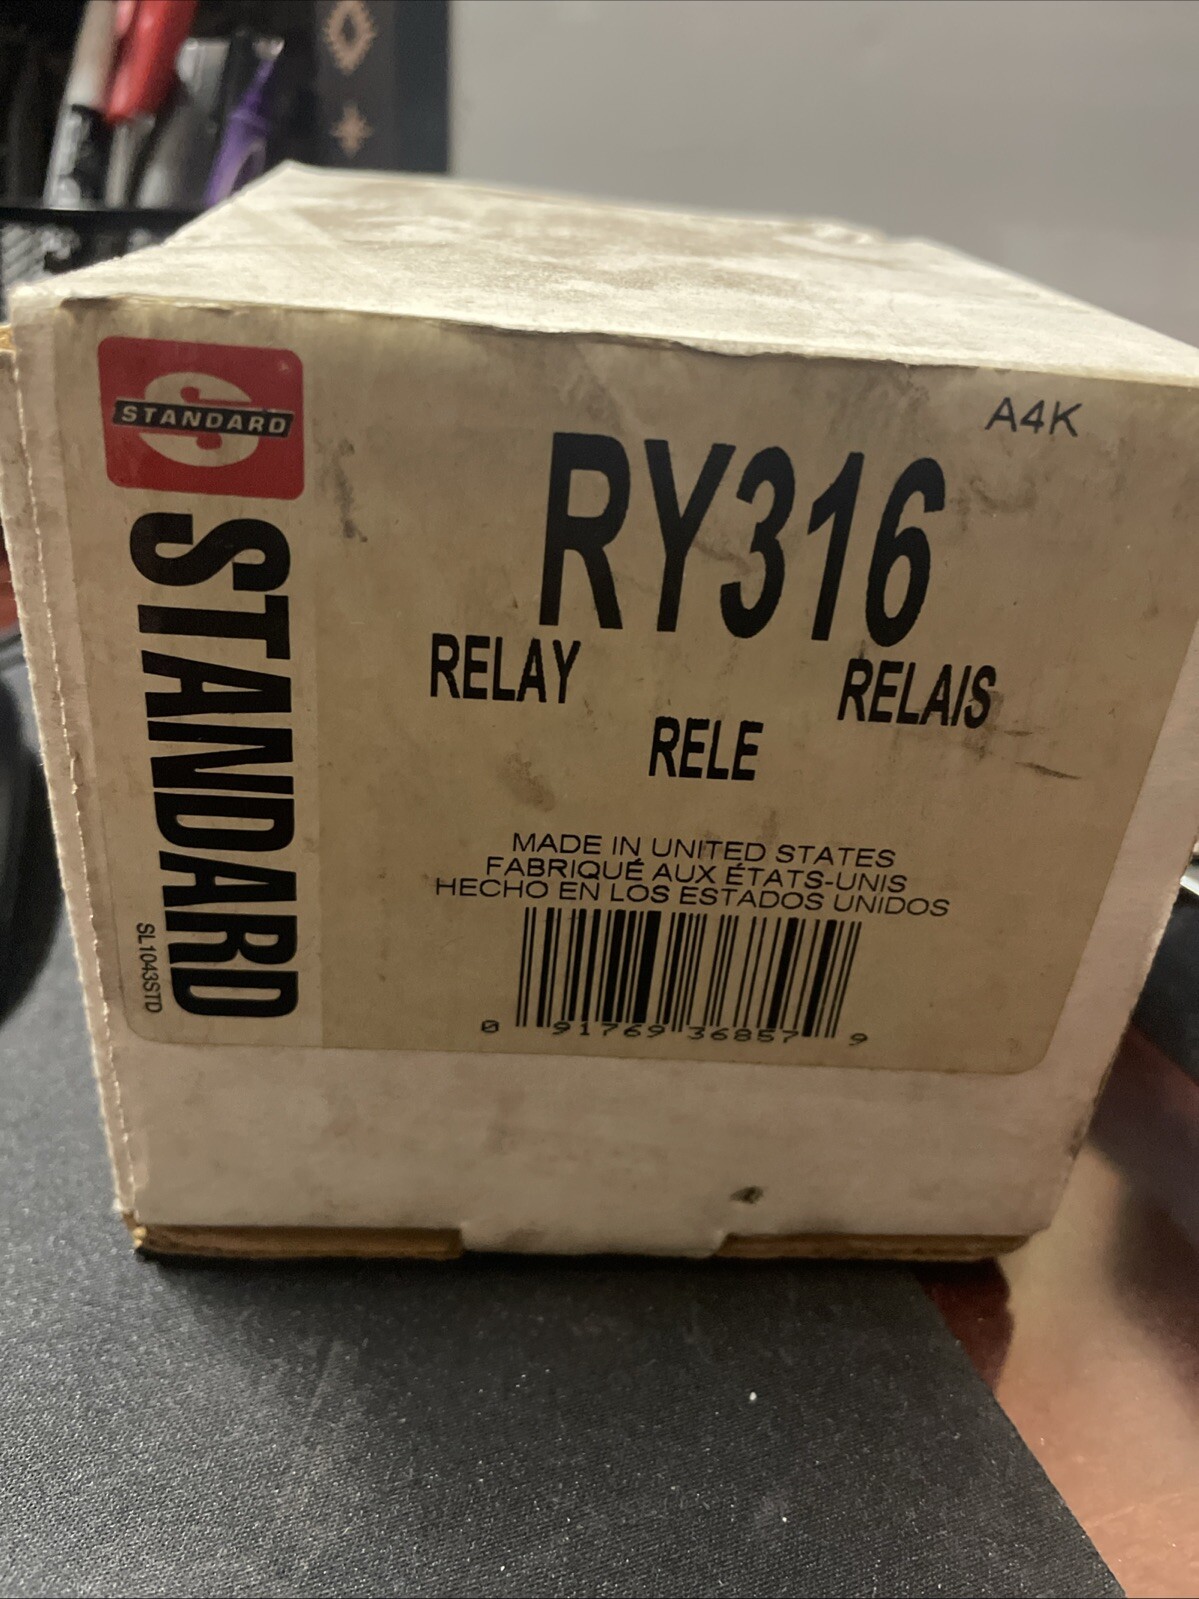 STANDARD
STANDARD
SL1043STD
A4K
RY316
RELAY
RELAIS
RELE
MADE IN UNITED STATES
FABRIQUÉ AUX ÉTATS-UNIS
HECHO EN LOS ESTADOS UNIDOS
0 91769 36857 9